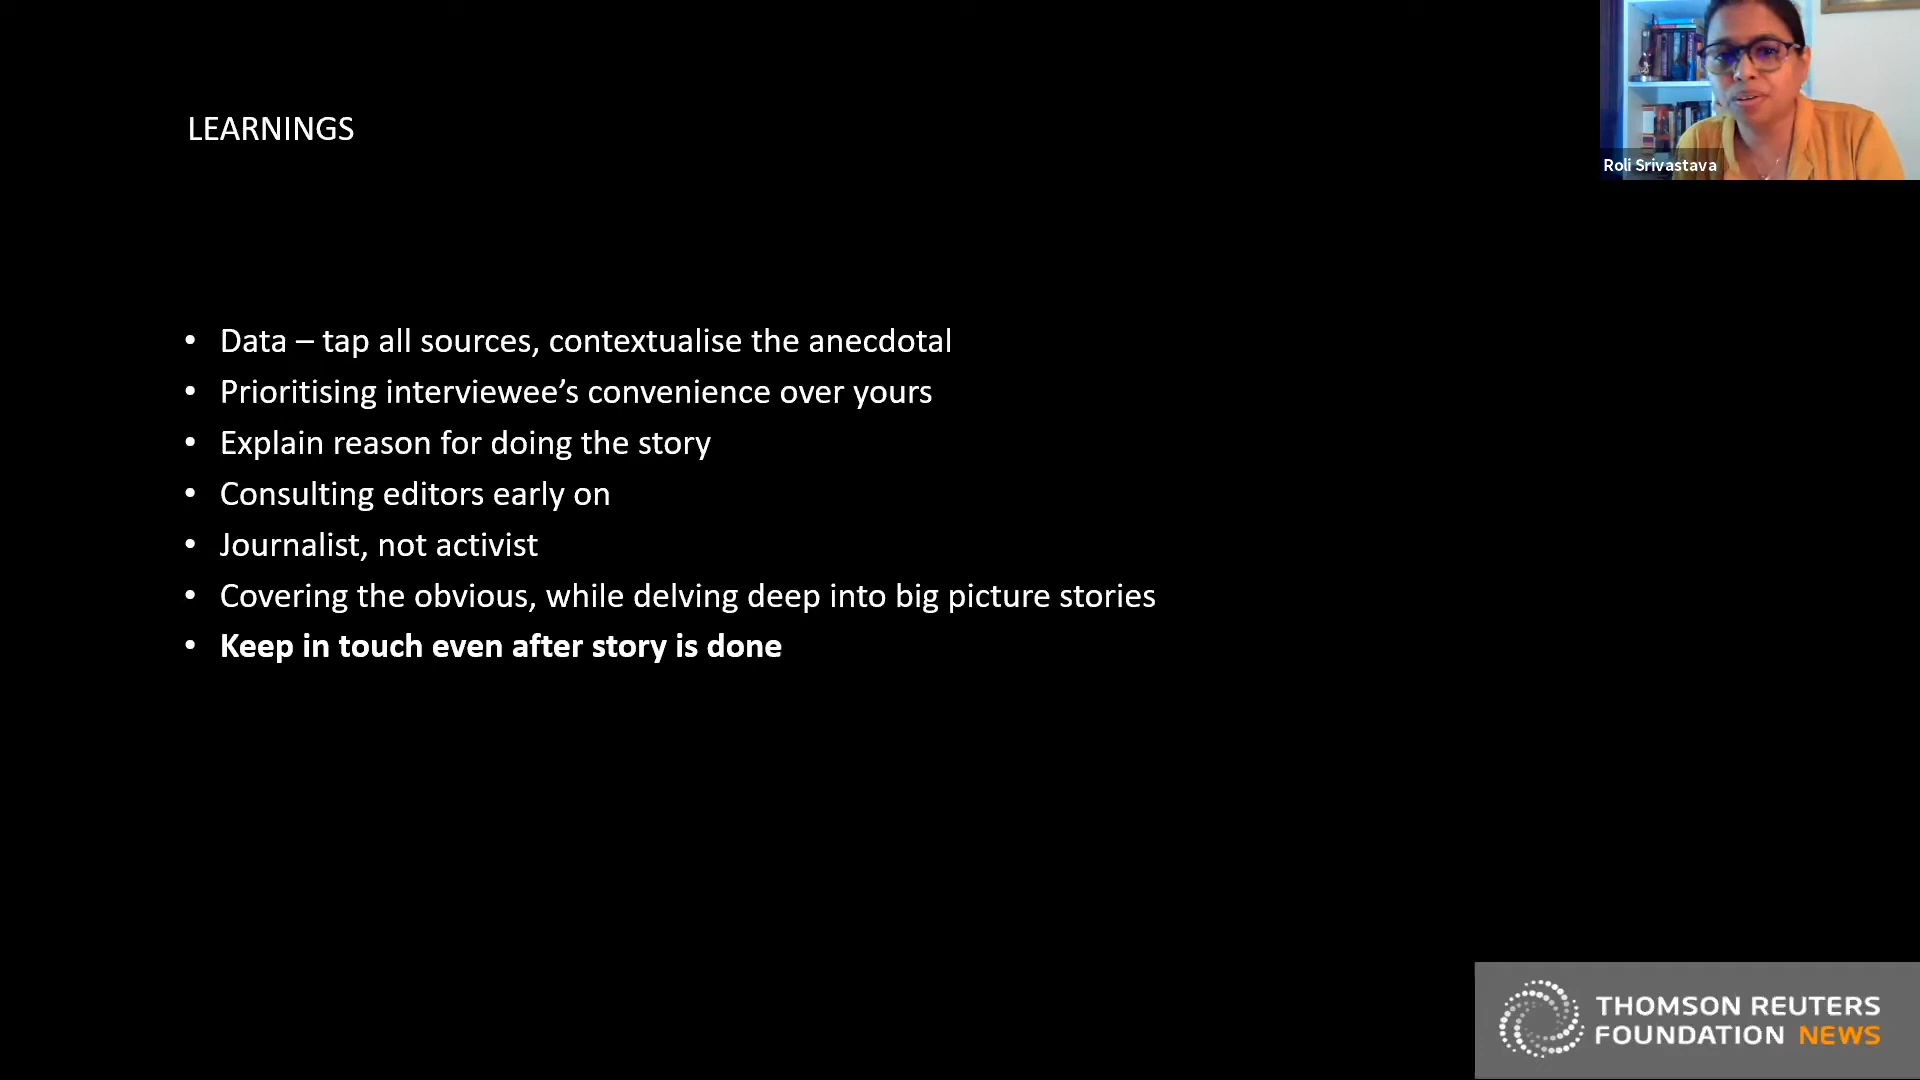 LEARNINGS
Roli Srivastava
• Data – tap all sources, contextualise the anecdotal
• Prioritising interviewee’s convenience over yours
• Explain reason for doing the story
• Consulting editors early on
• Journalist, not activist
• Covering the obvious, while delving deep into big picture stories
• Keep in touch even after story is done
THOMSON REUTERS
FOUNDATION NEWS